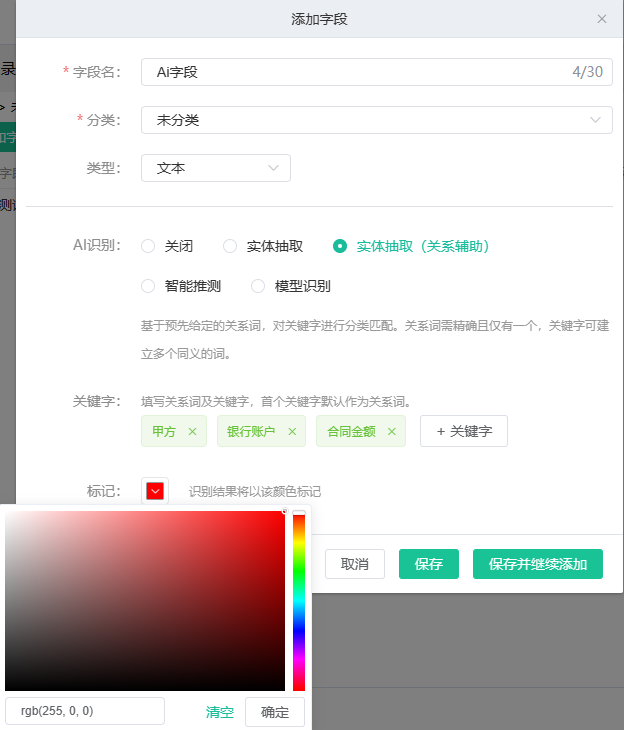 添加字段
* 字段名： Ai字段 4/30
* 分类： 未分类
类型： 文本
AI识别： 关闭 实体抽取 实体抽取（关系辅助）
智能推测 模型识别
基于预先给定的关系词，对关键字进行分类匹配。关系词需精确且仅有一个，关键字可建
立多个同义的词。
关键字： 填写关系词及关键字，首个关键字默认作为关系词。
甲方 银行账户 合同金额 + 关键字
标记： 识别结果将以该颜色标记
取消 保存 保存并继续添加
rgb(255, 0, 0) 清空 确定